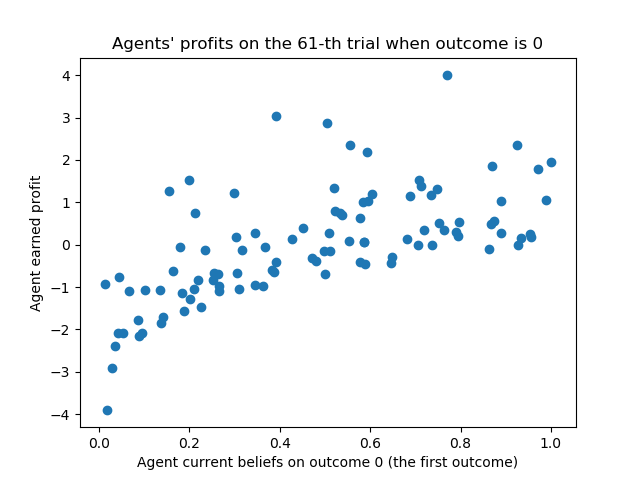 Agents' profits on the 61-th trial when outcome is 0
4
3
2
1
0
−1
−2
−3
−4
Agent earned profit
0.0 0.2 0.4 0.6 0.8 1.0
Agent current beliefs on outcome 0 (the first outcome)